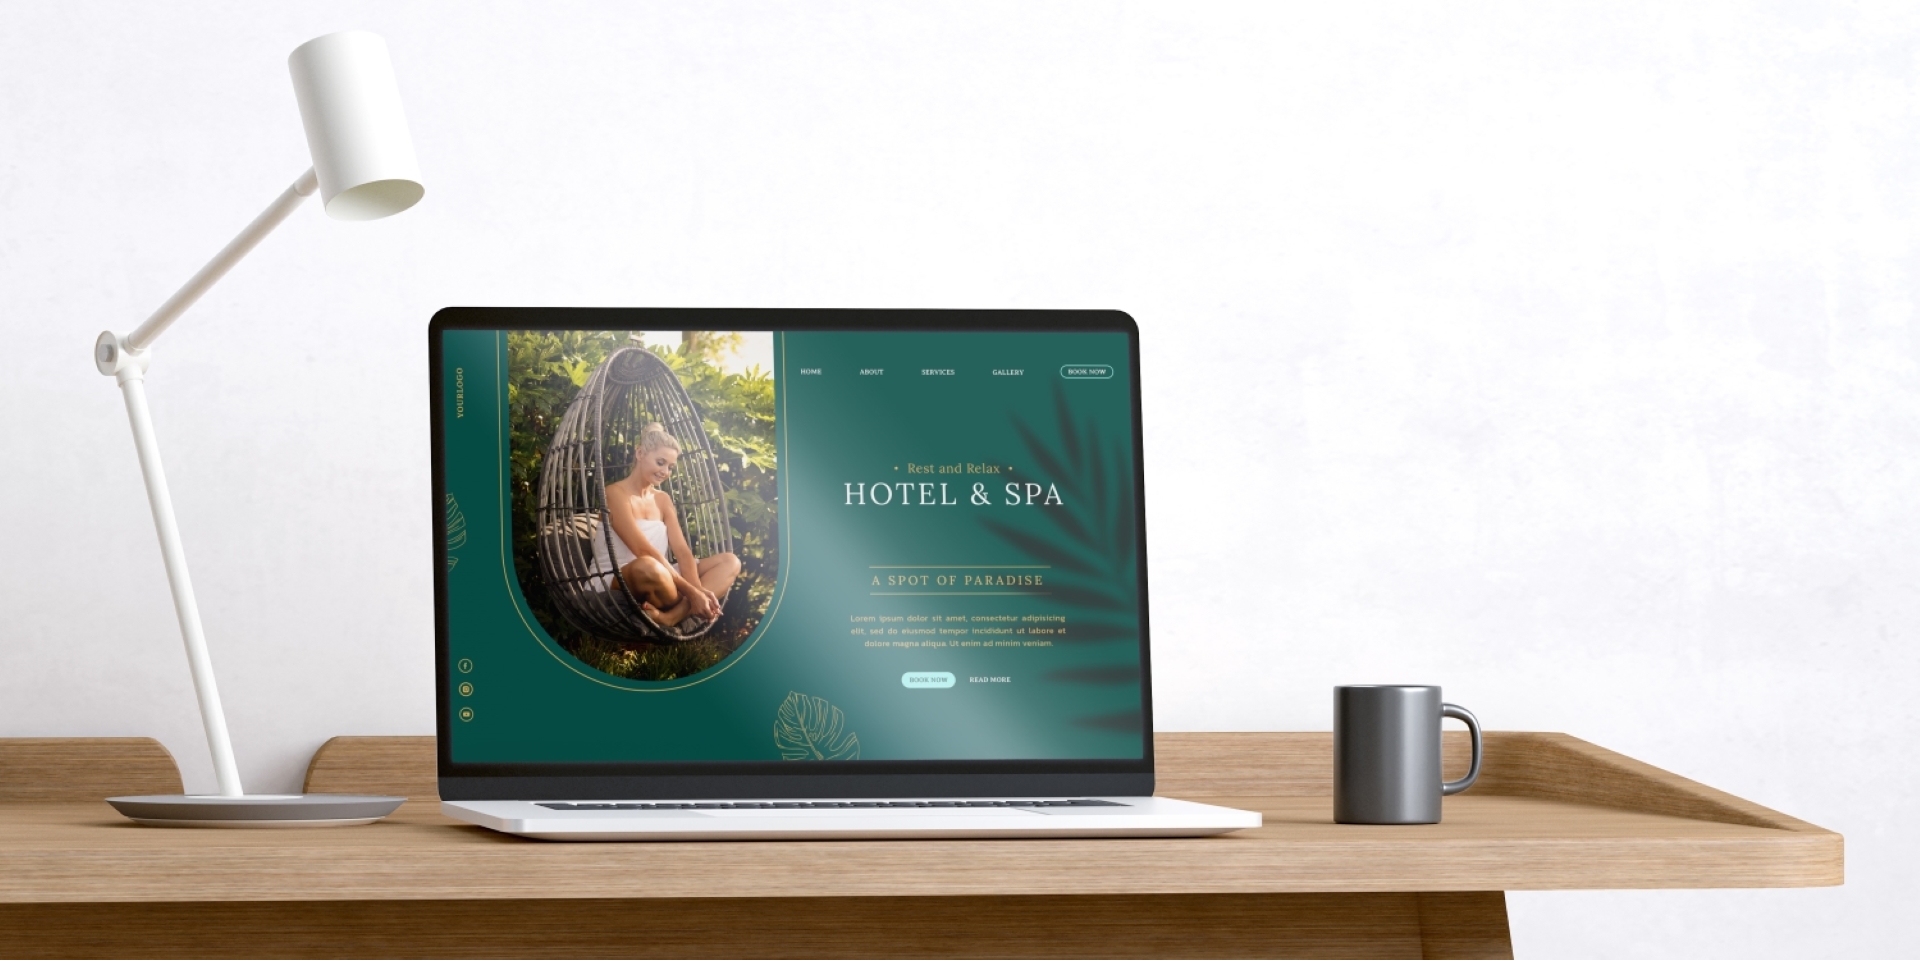 YOURLOGO
HOME ABOUT SERVICES GALLERY BOOK NOW
• Rest and Relax •
HOTEL & SPA
A SPOT OF PARADISE
Lorem ipsum dolor sit amet, consectetur adipisicing
elit, sed do eiusmod tempor incididunt ut labore et
dolore magna aliqua. Ut enim ad minim veniam.
BOOK NOW READ MORE